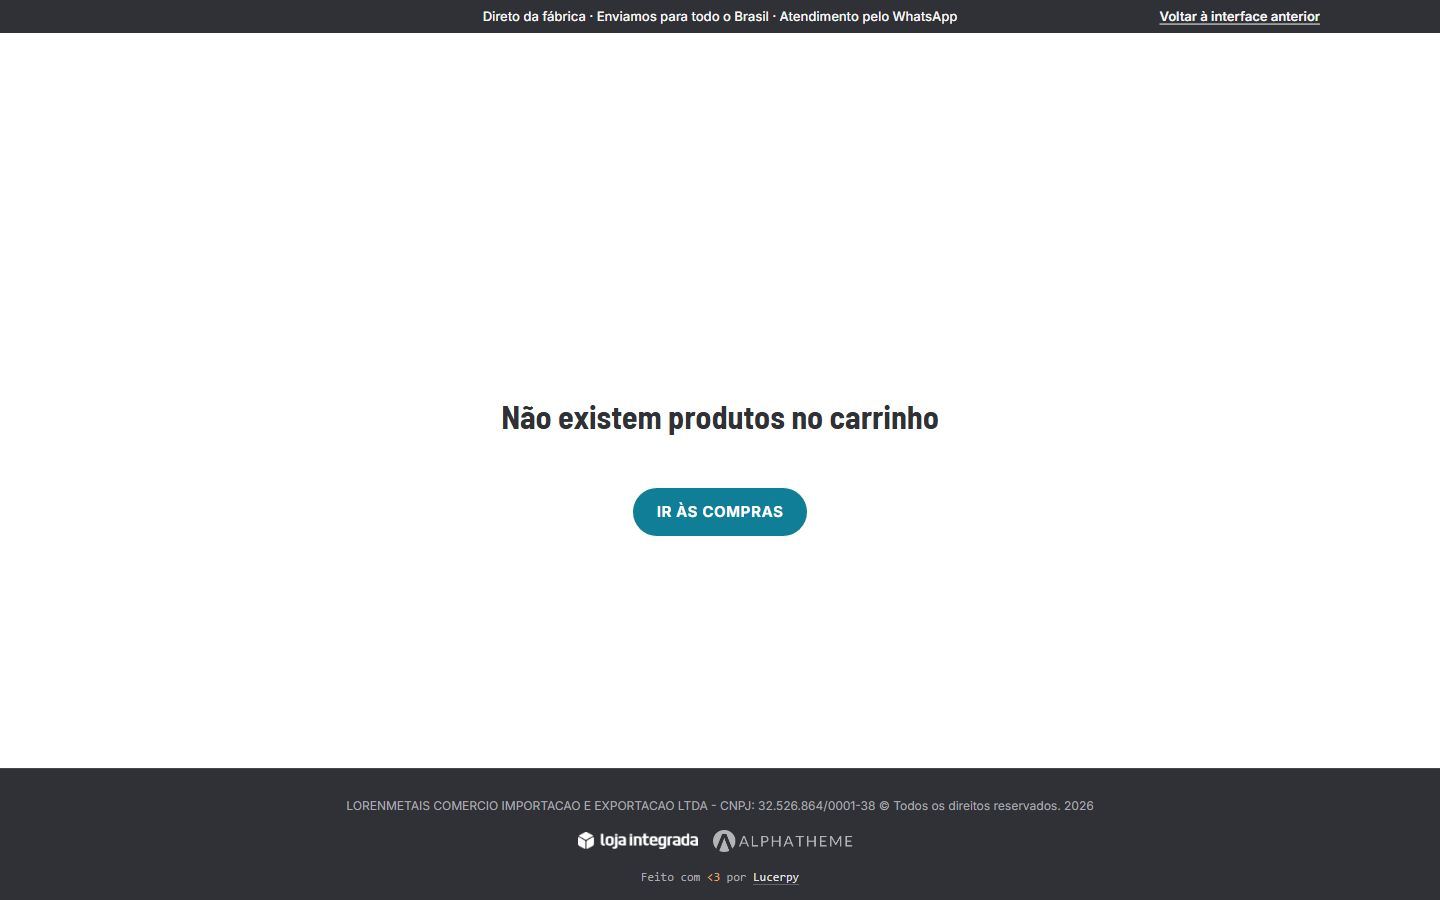 Direto da fábrica · Enviamos para todo o Brasil · Atendimento pelo WhatsApp
Voltar à interface anterior
Não existem produtos no carrinho
IR ÀS COMPRAS
LORENMETAIS COMERCIO IMPORTACAO E EXPORTACAO LTDA - CNPJ: 32.526.864/0001-38 © Todos os direitos reservados. 2026
loja integrada
ALPHATHEME
Feito com <3 por Lucerpy